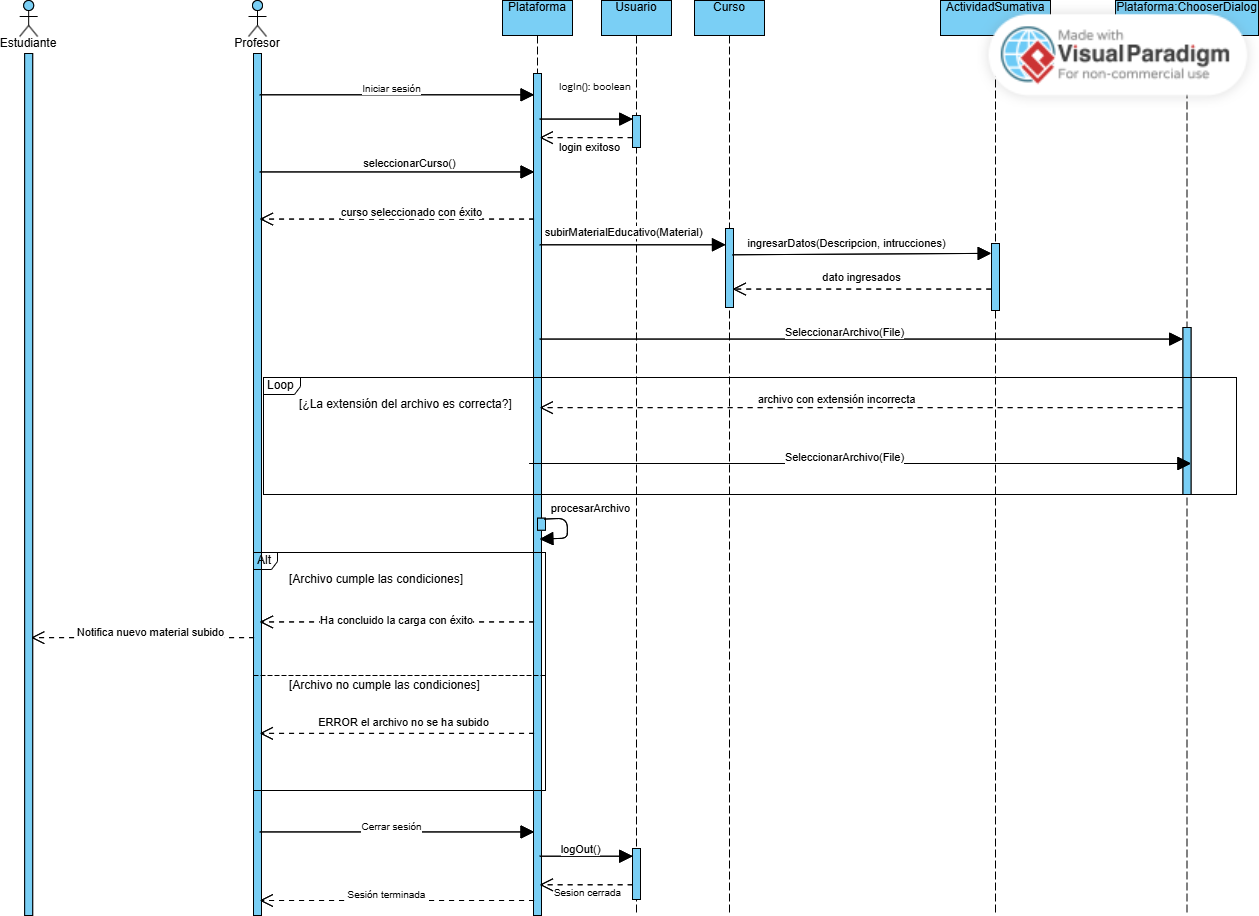 Plataforma
Usuario
Curso
ActividadSumativa
Plataforma:ChooserDialog
Estudiante
Profesor
Made with
VisualParadigm
For non-commercial use
Iniciar sesión
logIn(): boolean
login exitoso
seleccionarCurso()
curso seleccionado con éxito
subirMaterialEducativo(Material)
ingresarDatos(Descripcion, intrucciones)
dato ingresados
SeleccionarArchivo(File)
Loop
[¿La extensión del archivo es correcta?]
archivo con extensión incorrecta
SeleccionarArchivo(File)
procesarArchivo
Alt
[Archivo cumple las condiciones]
Ha concluido la carga con éxito
Notifica nuevo material subido
[Archivo no cumple las condiciones]
ERROR el archivo no se ha subido
Cerrar sesión
logOut()
Sesion cerrada
Sesión terminada